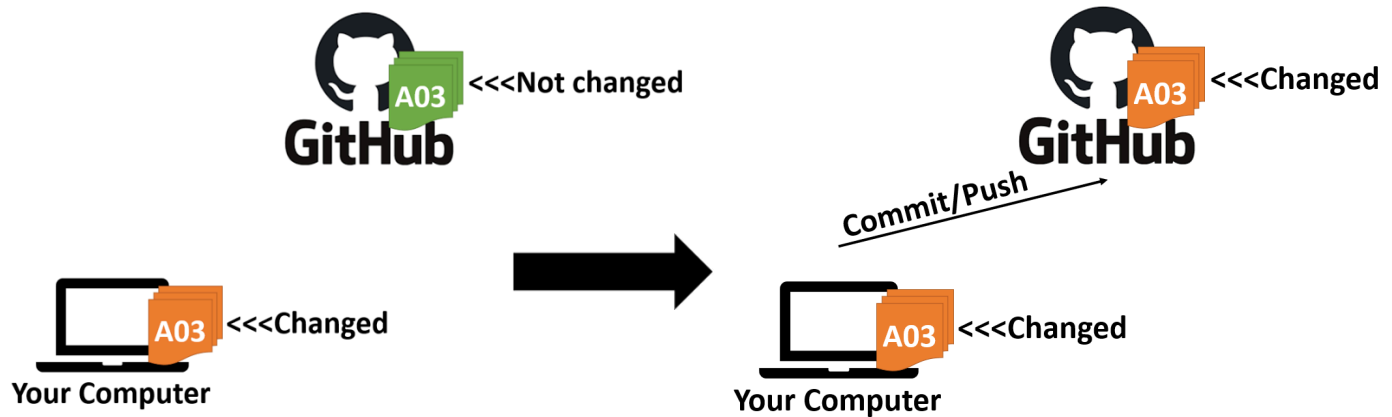 A03
<<<Not changed
GitHub
A03
<<<Changed
Your Computer
A03
<<<Changed
GitHub
Commit/Push
A03
<<<Changed
Your Computer